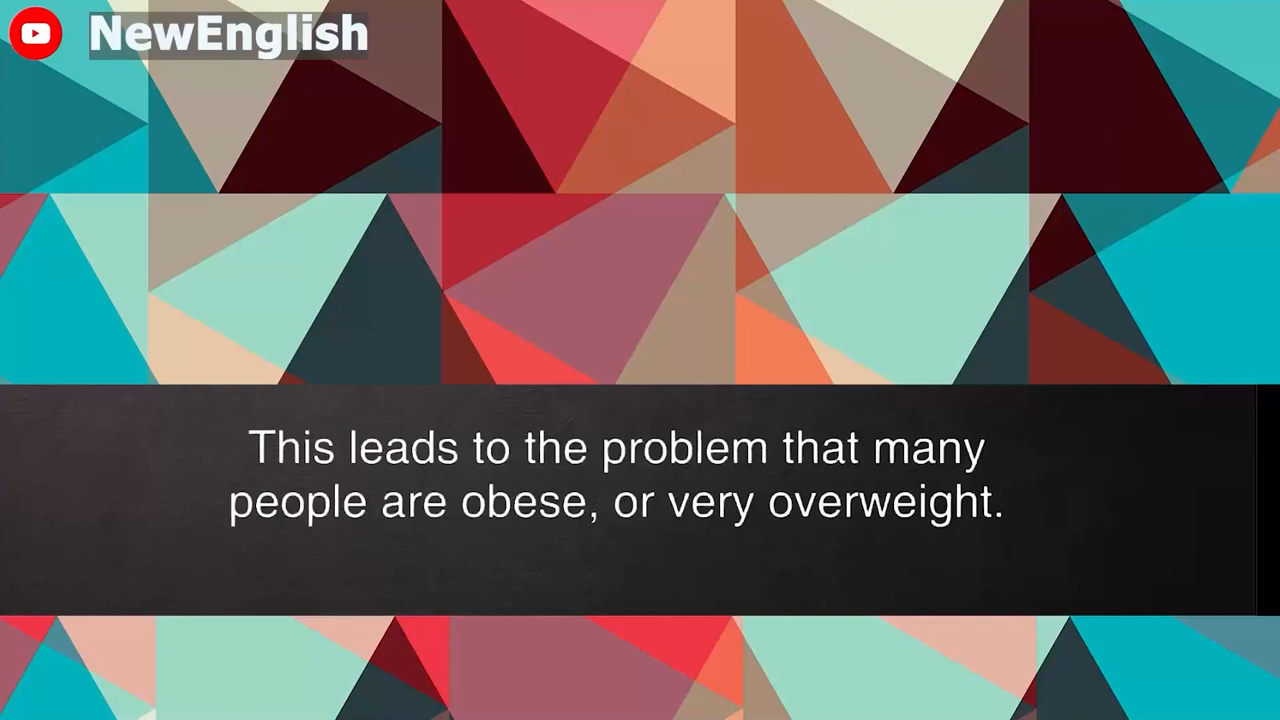 NewEnglish
This leads to the problem that many
people are obese, or very overweight.